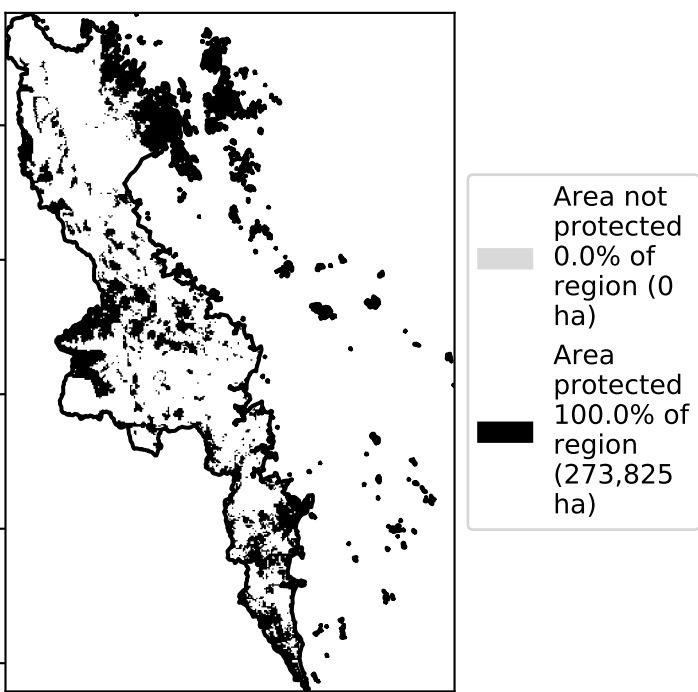 Area not
protected
0.0% of
region (0
ha)
Area
protected
100.0% of
region
(273,825
ha)